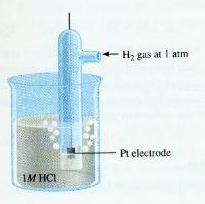 H₂ gas at 1 atm
Pt electrode
1M HCl